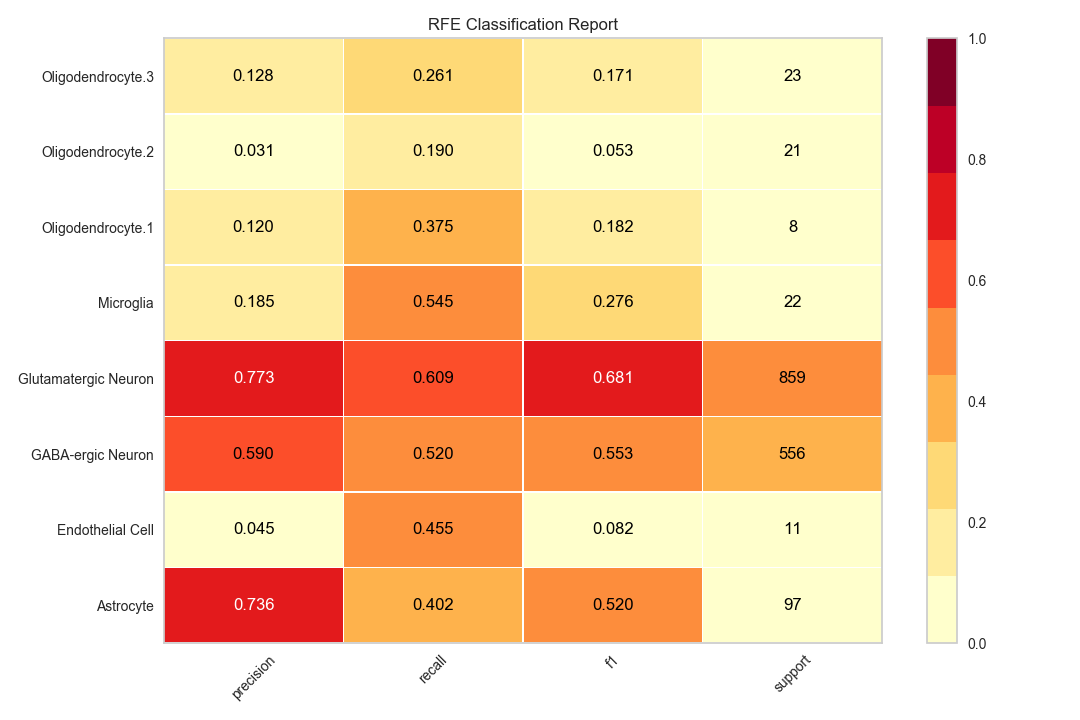 RFE Classification Report
Oligodendrocyte.3 0.128 0.261 0.171 23
Oligodendrocyte.2 0.031 0.190 0.053 21
Oligodendrocyte.1 0.120 0.375 0.182 8
Microglia 0.185 0.545 0.276 22
Glutamatergic Neuron 0.773 0.609 0.681 859
GABA-ergic Neuron 0.590 0.520 0.553 556
Endothelial Cell 0.045 0.455 0.082 11
Astrocyte 0.736 0.402 0.520 97
precision recall f1 support
1.0
0.8
0.6
0.4
0.2
0.0